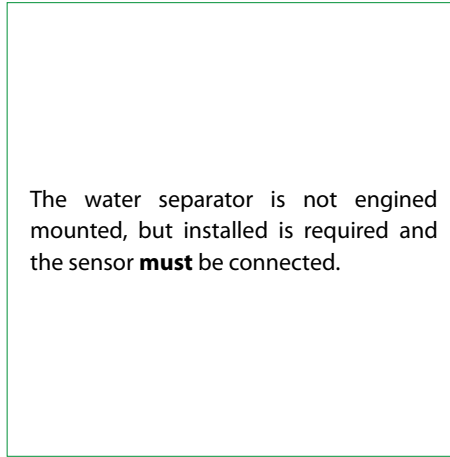 The water separator is not engined
mounted, but installed is required and
the sensor must be connected.